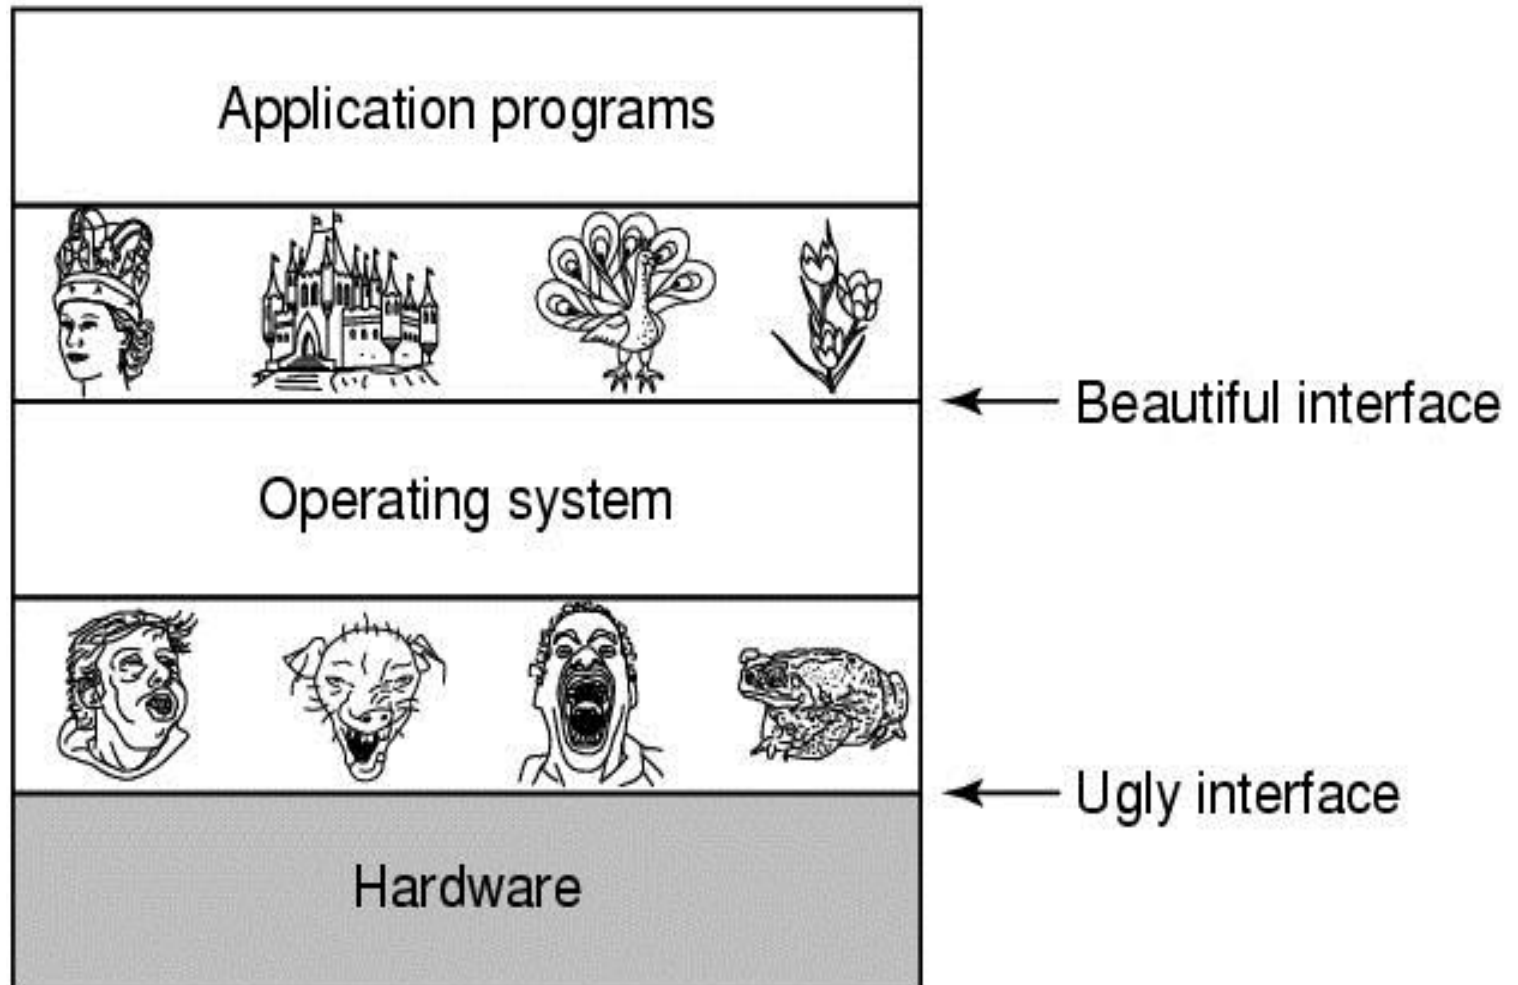 Application programs
Beautiful interface
Operating system
Ugly interface
Hardware